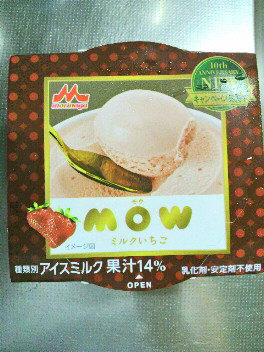 morinaga
10th
ANNIVERSARY
モウ
MOW
ミルクいちご
イメージ図
種類別 アイスミルク 果汁14% 乳化剤・安定剤不使用
OPEN